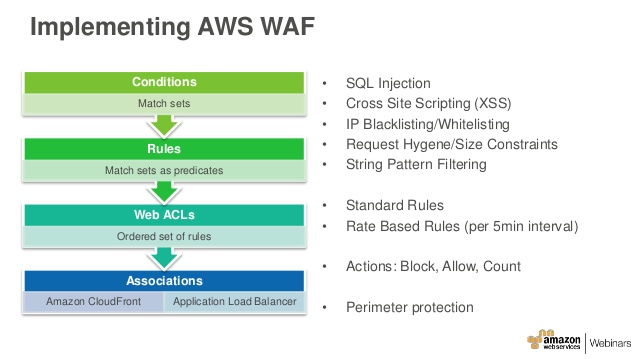 Implementing AWS WAF
Conditions
Match sets
Rules
Match sets as predicates
Web ACLs
Ordered set of rules
Associations
Amazon CloudFront
Application Load Balancer
• SQL Injection
• Cross Site Scripting (XSS)
• IP Blacklisting/Whitelisting
• Request Hygene/Size Constraints
• String Pattern Filtering
• Standard Rules
• Rate Based Rules (per 5min interval)
• Actions: Block, Allow, Count
• Perimeter protection
amazon
webservices
Webinars